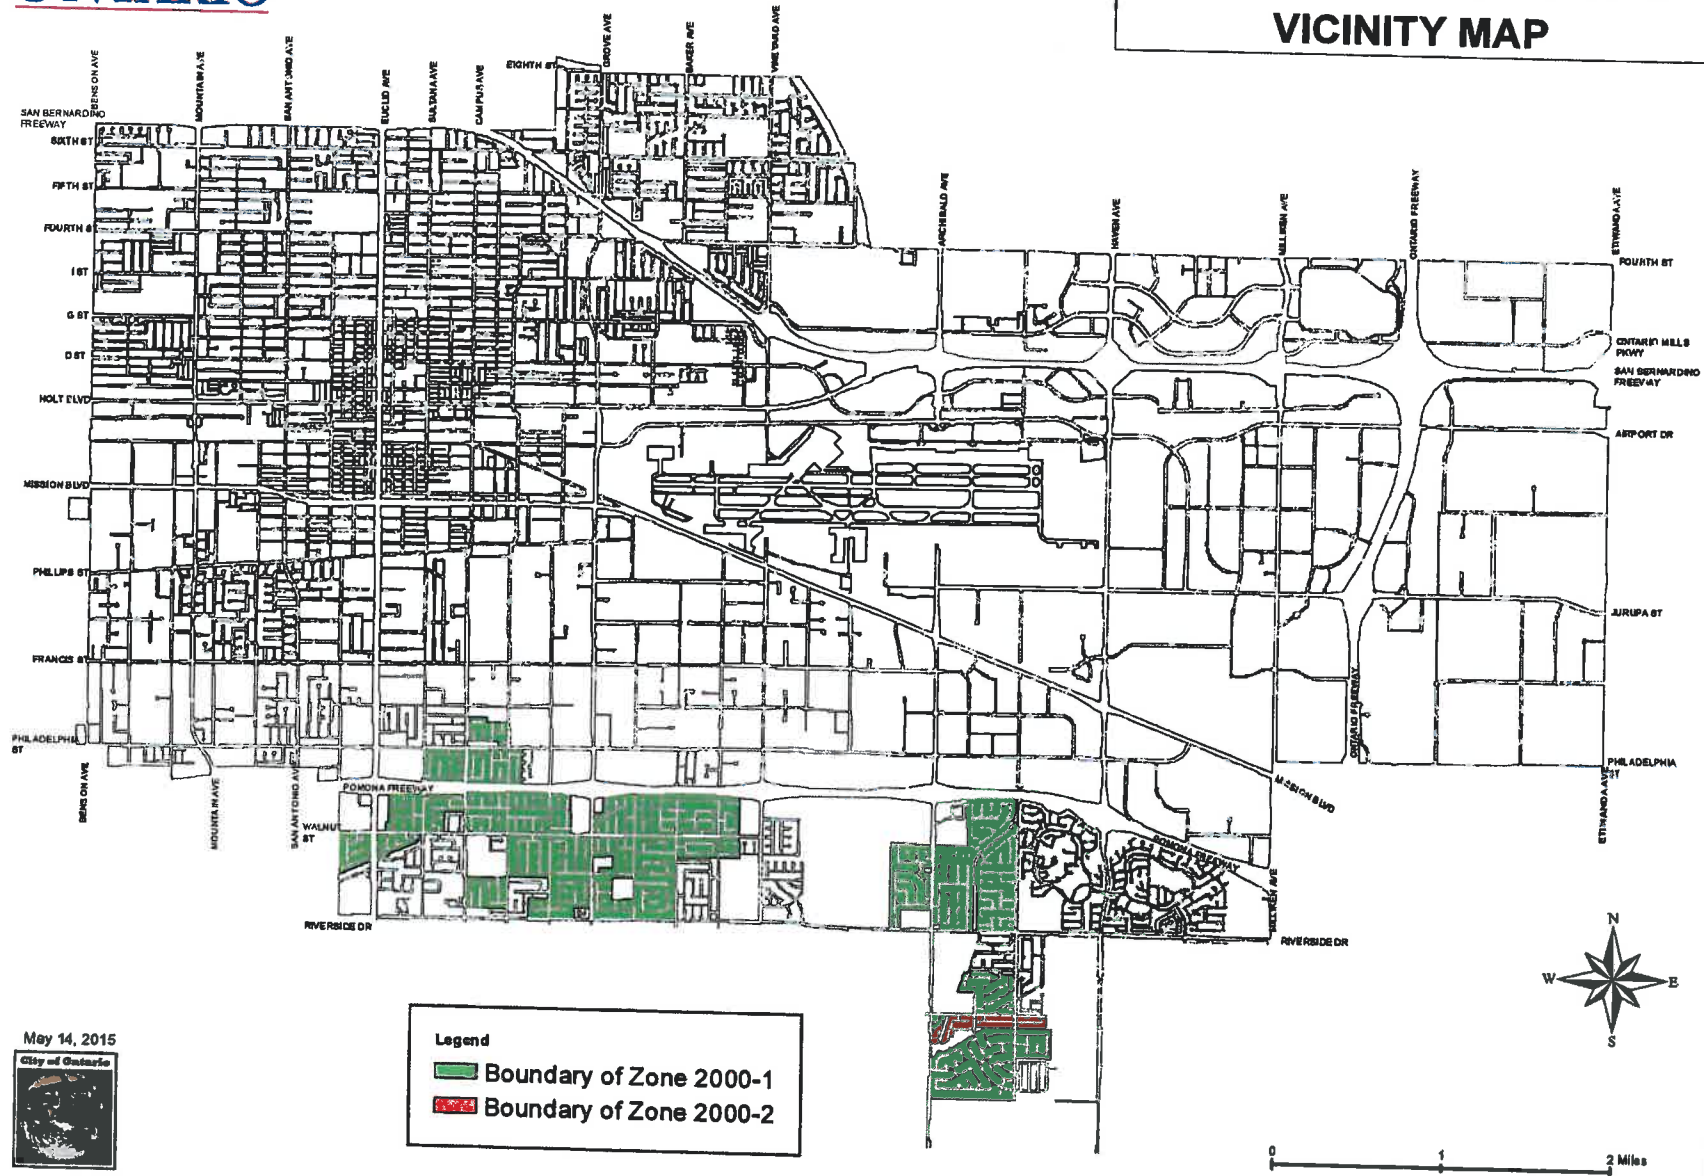 VICINITY MAP
BENSON AVE
MOUNTAIN AVE
SAN ANTONIO AVE
EUCLID AVE
SULTANA AVE
CAMPUS AVE
EIGHTH ST
GROVE AVE
BAKER AVE
VINEYARD AVE
SAN BERNARDINO
FREEWAY
SIXTH ST
FIFTH ST
FOURTH ST
I ST
G ST
D ST
HOLT BLVD
MISSION BLVD
PHILLIPS ST
FRANCIS ST
PHILADELPHIA
ST
ARCHIBALD AVE
HAVEN AVE
MILLIKEN AVE
ONTARIO FREEWAY
ETIWANDA AVE
FOURTH ST
ONTARIO MILLS
PKWY
SAN BERNARDINO
FREEWAY
AIRPORT DR
JURUPA ST
ONTARIO FREEWAY
PHILADELPHIA
ST
ETIWANDA AVE
MISSION BLVD
BENSON AVE
MOUNTAIN AVE
SAN ANTONIO AVE
POMONA FREEWAY
WALNUT
ST
RIVERSIDE DR
POMONA FREEWAY
MILLIKEN AVE
RIVERSIDE DR
N
W
E
S
May 14, 2015
City of Ontario
Legend
Boundary of Zone 2000-1
Boundary of Zone 2000-2
0 1 2 Miles